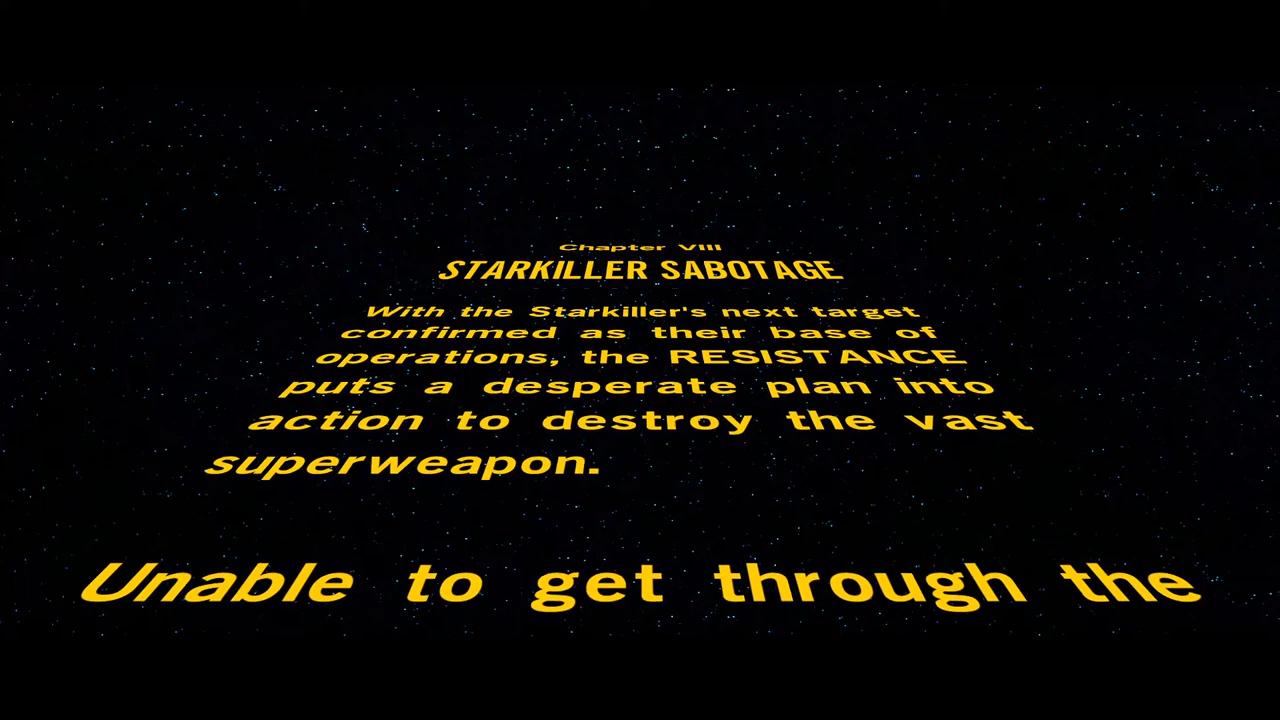 Chapter VIII
STARKILLER SABOTAGE
With the Starkiller's next target
confirmed as their base of
operations, the RESISTANCE
puts a desperate plan into
action to destroy the vast
superweapon.
Unable to get through the